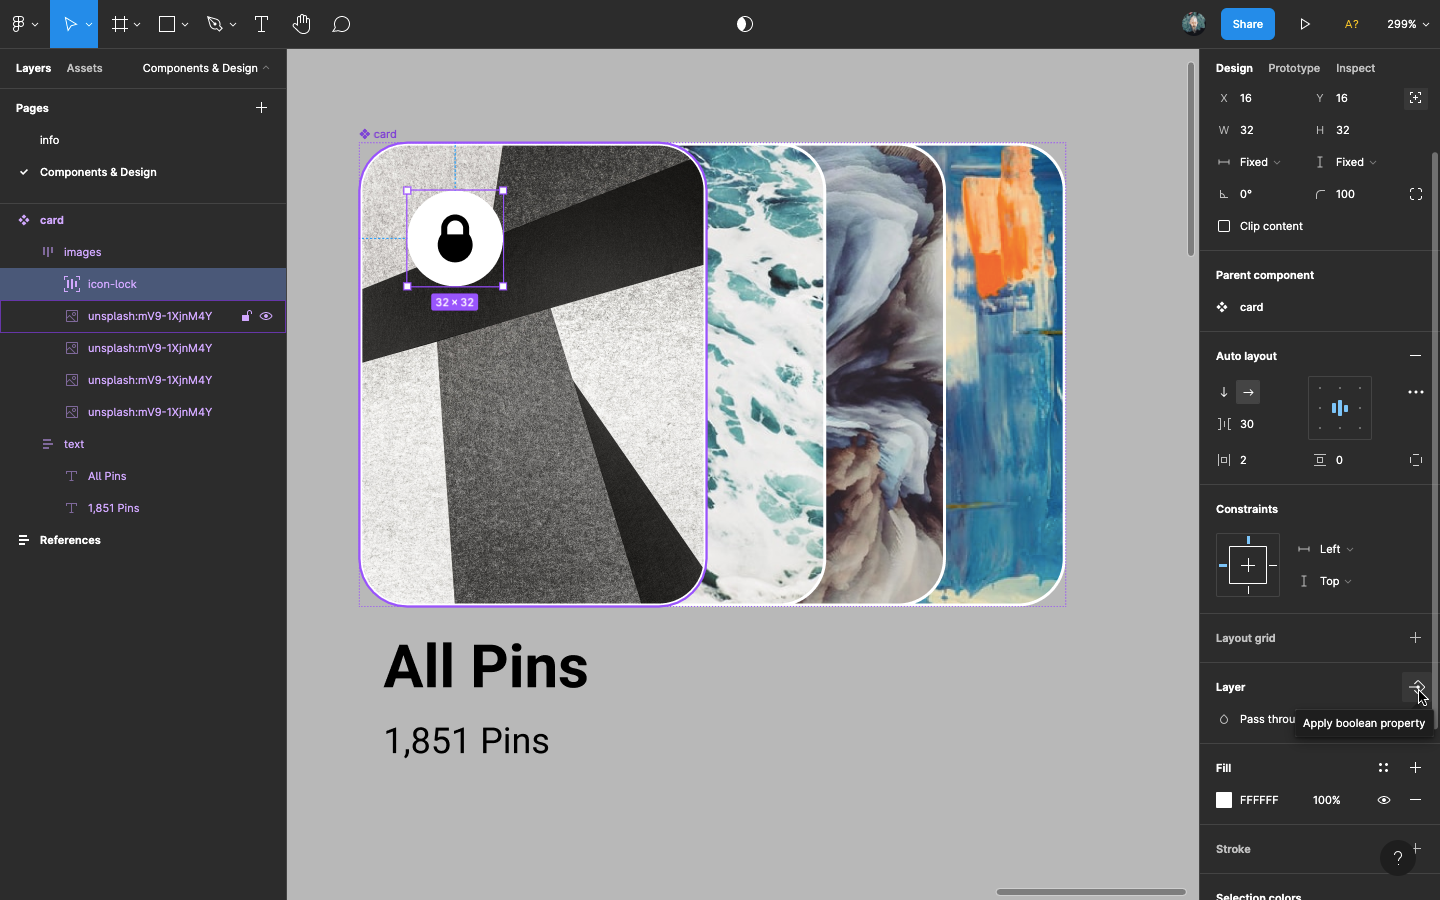 Share
A?
299%
Layers
Assets
Components & Design
Pages
info
Components & Design
card
images
icon-lock
unsplash:mV9-1XjnM4Y
unsplash:mV9-1XjnM4Y
unsplash:mV9-1XjnM4Y
unsplash:mV9-1XjnM4Y
text
All Pins
1,851 Pins
References
card
32 × 32
All Pins
1,851 Pins
Design
Prototype
Inspect
X 16 Y 16
W 32 H 32
Fixed Fixed
0° 100
Clip content
Parent component
card
Auto layout
30
2 0
Constraints
Left
Top
Layout grid
Layer
Pass throu
Apply boolean property
Fill
FFFFFF 100%
Stroke
?
Selection colors